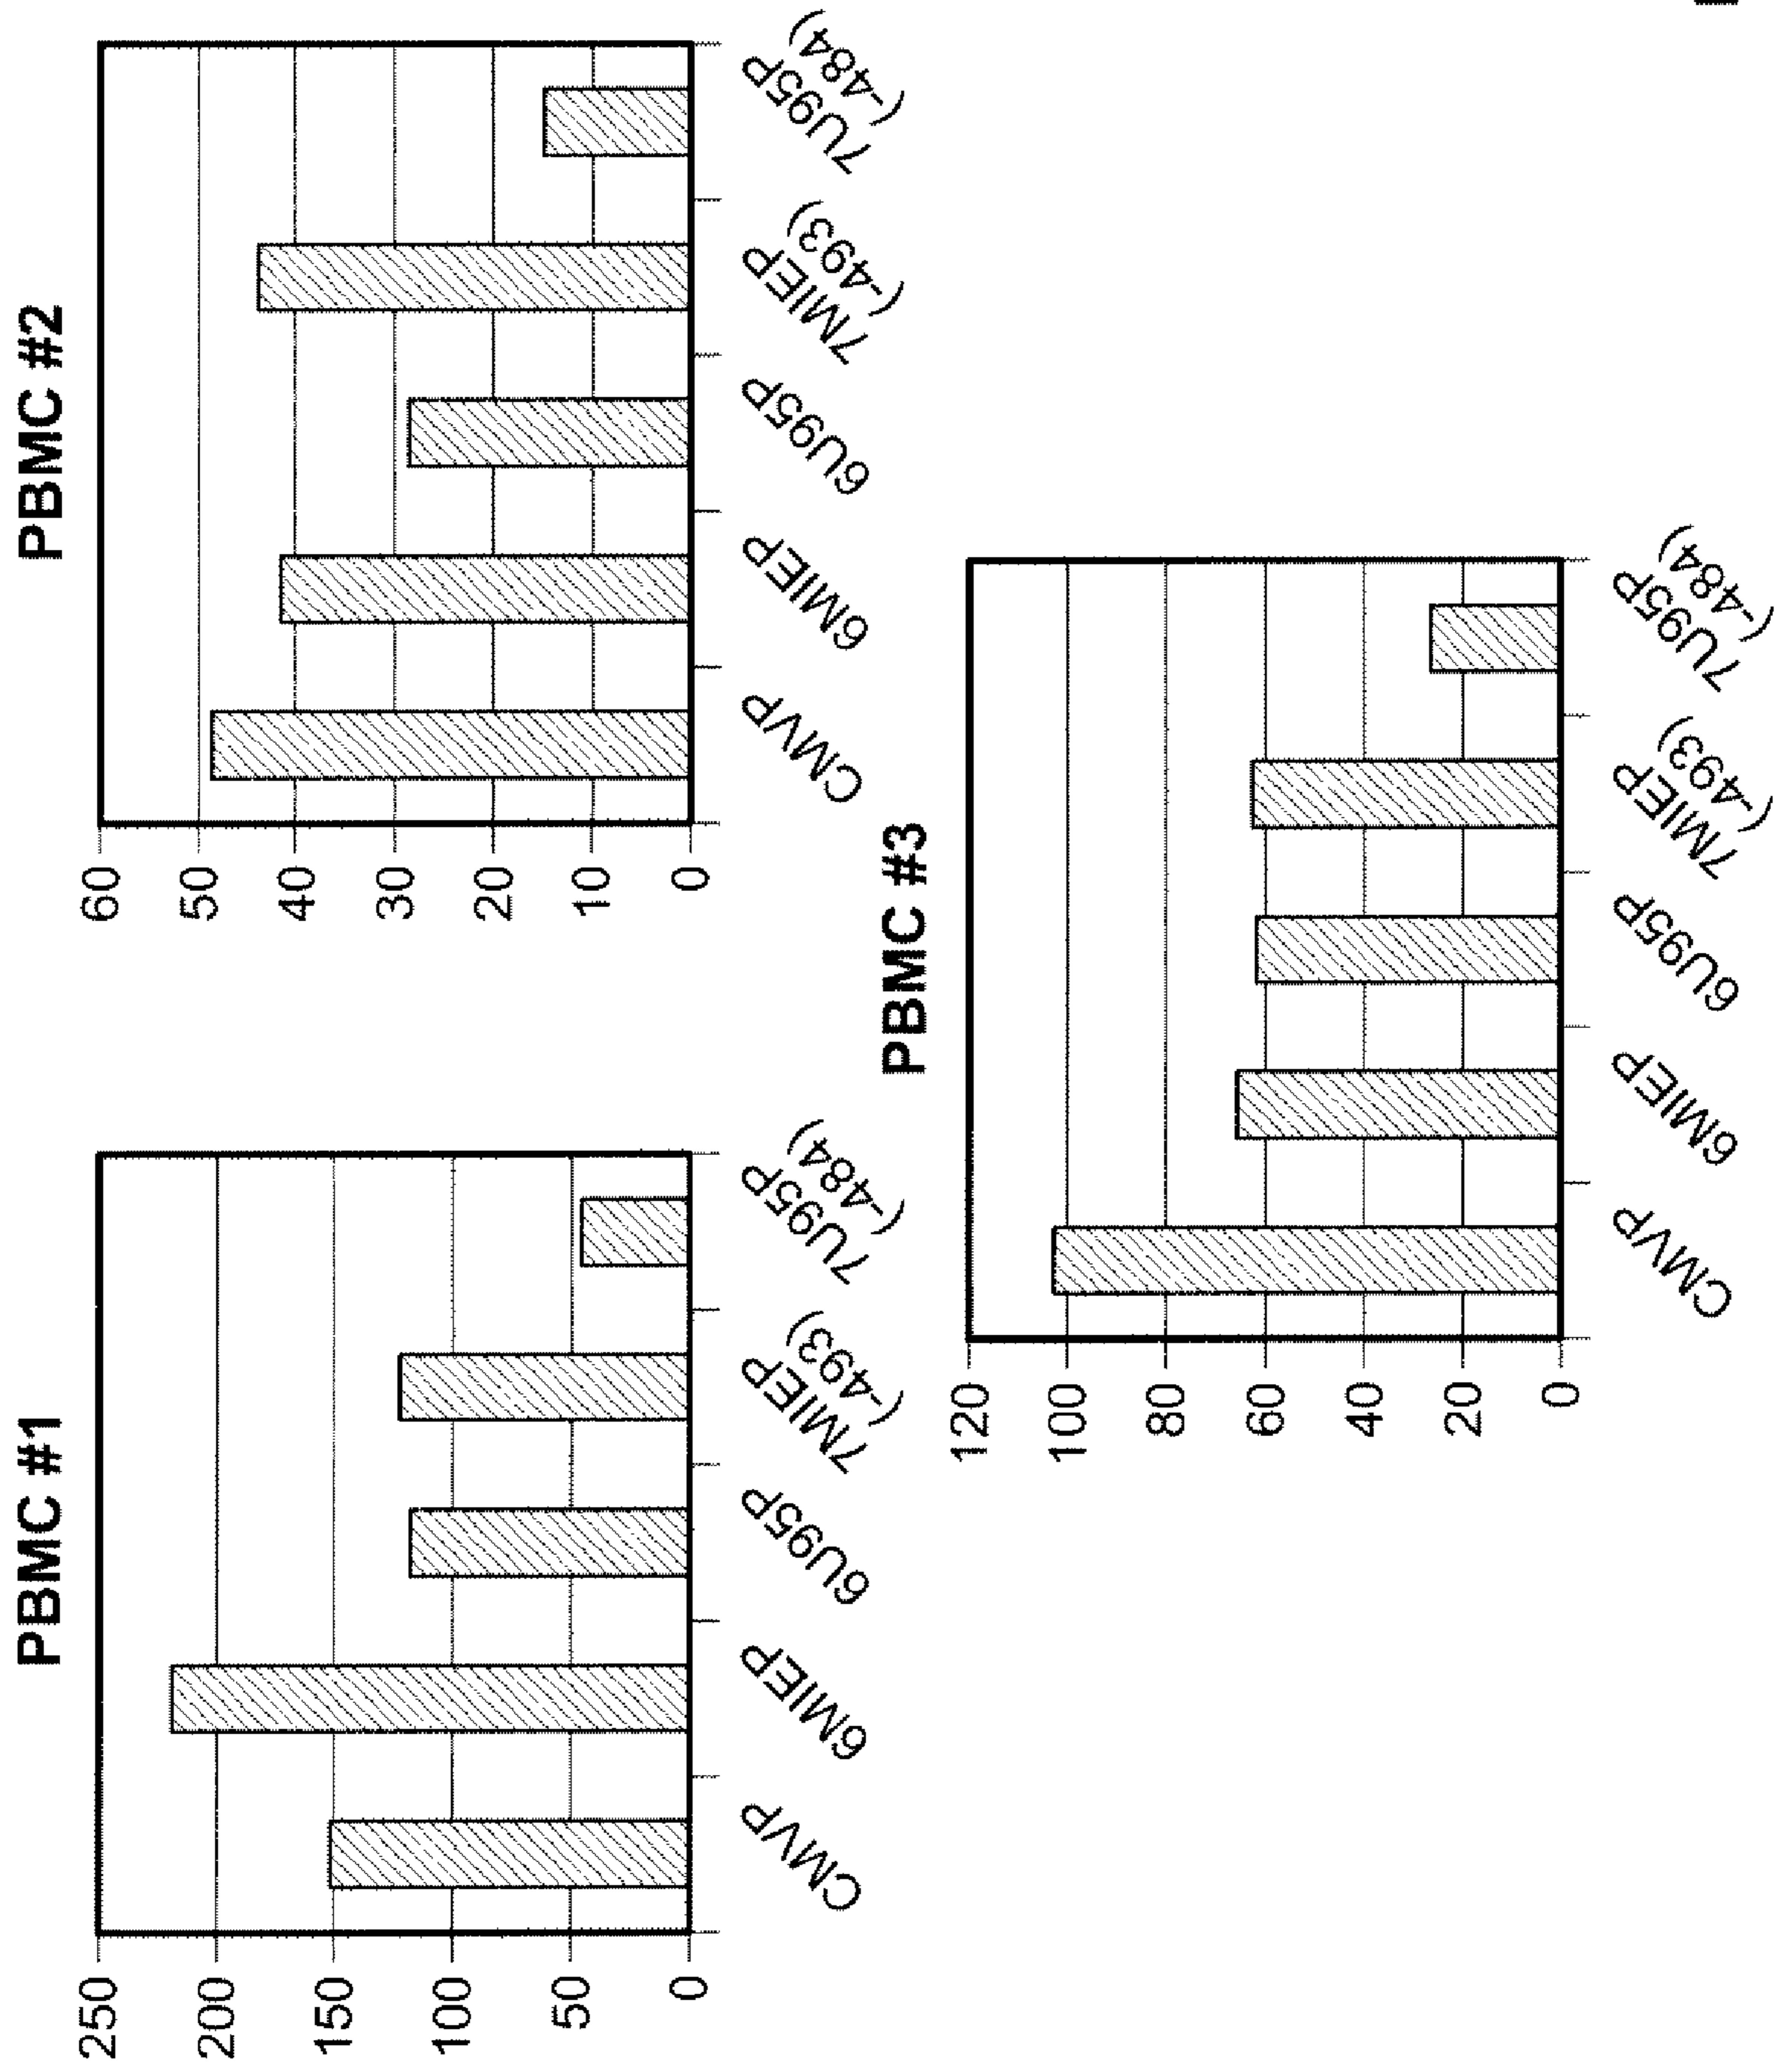 PBMC #1
250
200
150
100
50
0
CMVP
6MIEP
6U95P
7MIEP
(-493)
7U95P
(-484)
PBMC #2
60
50
40
30
20
10
0
CMVP
6MIEP
6U95P
7MIEP
(-493)
7U95P
(-484)
PBMC #3
120
100
80
60
40
20
0
CMVP
6MIEP
6U95P
7MIEP
(-493)
7U95P
(-484)